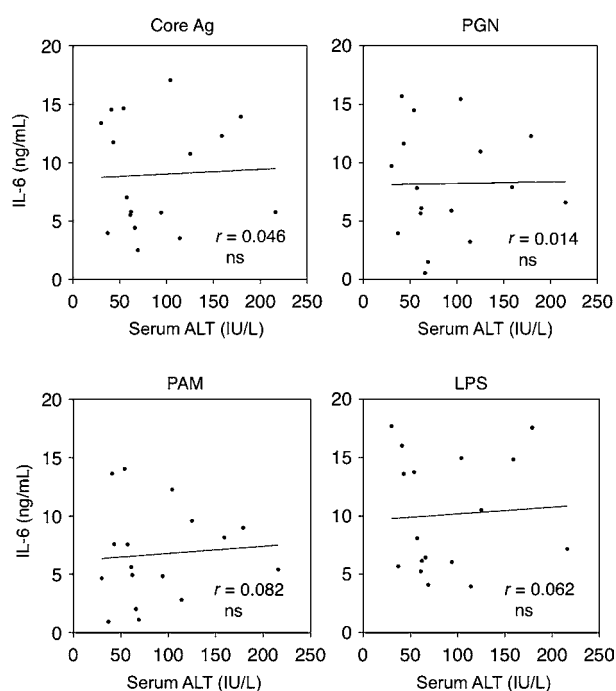 Core Ag
PGN
20
15
10
5
0
IL-6 (ng/mL)
r = 0.046
ns
0 50 100 150 200 250
Serum ALT (IU/L)
20
15
10
5
0
r = 0.014
ns
0 50 100 150 200 250
Serum ALT (IU/L)
PAM
LPS
20
15
10
5
0
IL-6 (ng/mL)
r = 0.082
ns
0 50 100 150 200 250
Serum ALT (IU/L)
20
15
10
5
0
r = 0.062
ns
0 50 100 150 200 250
Serum ALT (IU/L)